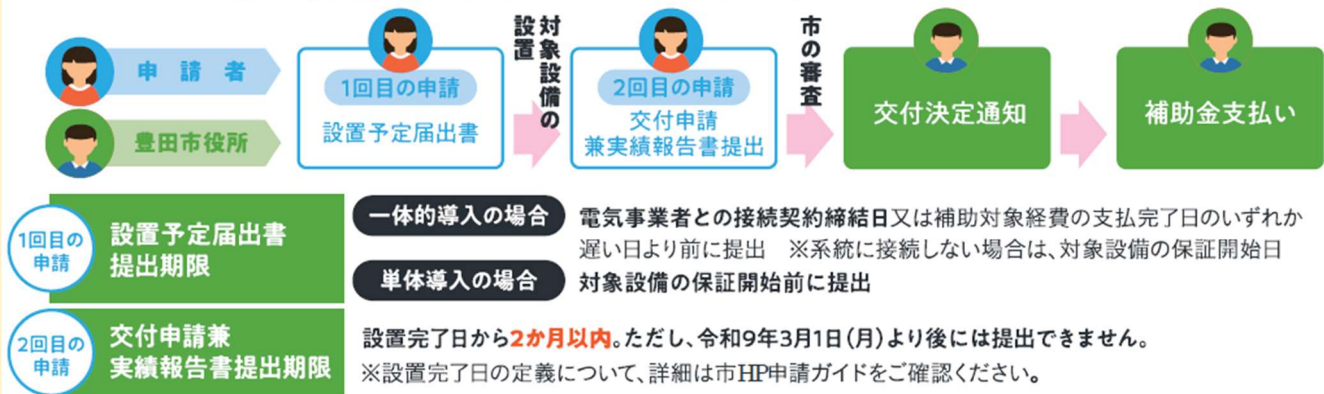 申請者
豊田市役所
1回目の申請
設置予定届出書
対象設備の
設置
2回目の申請
交付申請
兼実績報告書提出
市の審査
交付決定通知
補助金支払い
1回目の
申請
設置予定届出書
提出期限
一体的導入の場合
電気事業者との接続契約締結日又は補助対象経費の支払完了日のいずれか
遅い日より前に提出 ※系統に接続しない場合は、対象設備の保証開始日
単体導入の場合
対象設備の保証開始前に提出
2回目の
申請
交付申請兼
実績報告書提出期限
設置完了日から2か月以内。ただし、令和9年3月1日(月)より後には提出できません。
※設置完了日の定義について、詳細は市HP申請ガイドをご確認ください。